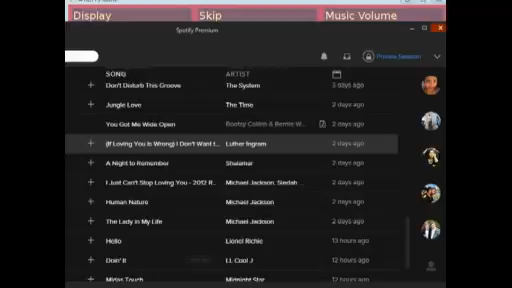 Display Skip Music Volume
Spotify Premium
Private Session
SONG ARTIST
Don't Disturb This Groove The System 3 days ago
Jungle Love The Time 2 days ago
You Got Me Wide Open Bootsy Collins & Bernie W... 2 days ago
(If Loving You Is Wrong) I Don't Want t... Luther Ingram 2 days ago
A Night to Remember Shalamar 2 days ago
I Just Can't Stop Loving You - 2012 R... Michael Jackson, Siedah ... 2 days ago
Human Nature Michael Jackson 2 days ago
The Lady in My Life Michael Jackson 2 days ago
Hello Lionel Richie 13 hours ago
Doin' It LL Cool J 12 hours ago
Midas Touch Midnight Star 12 hours ago